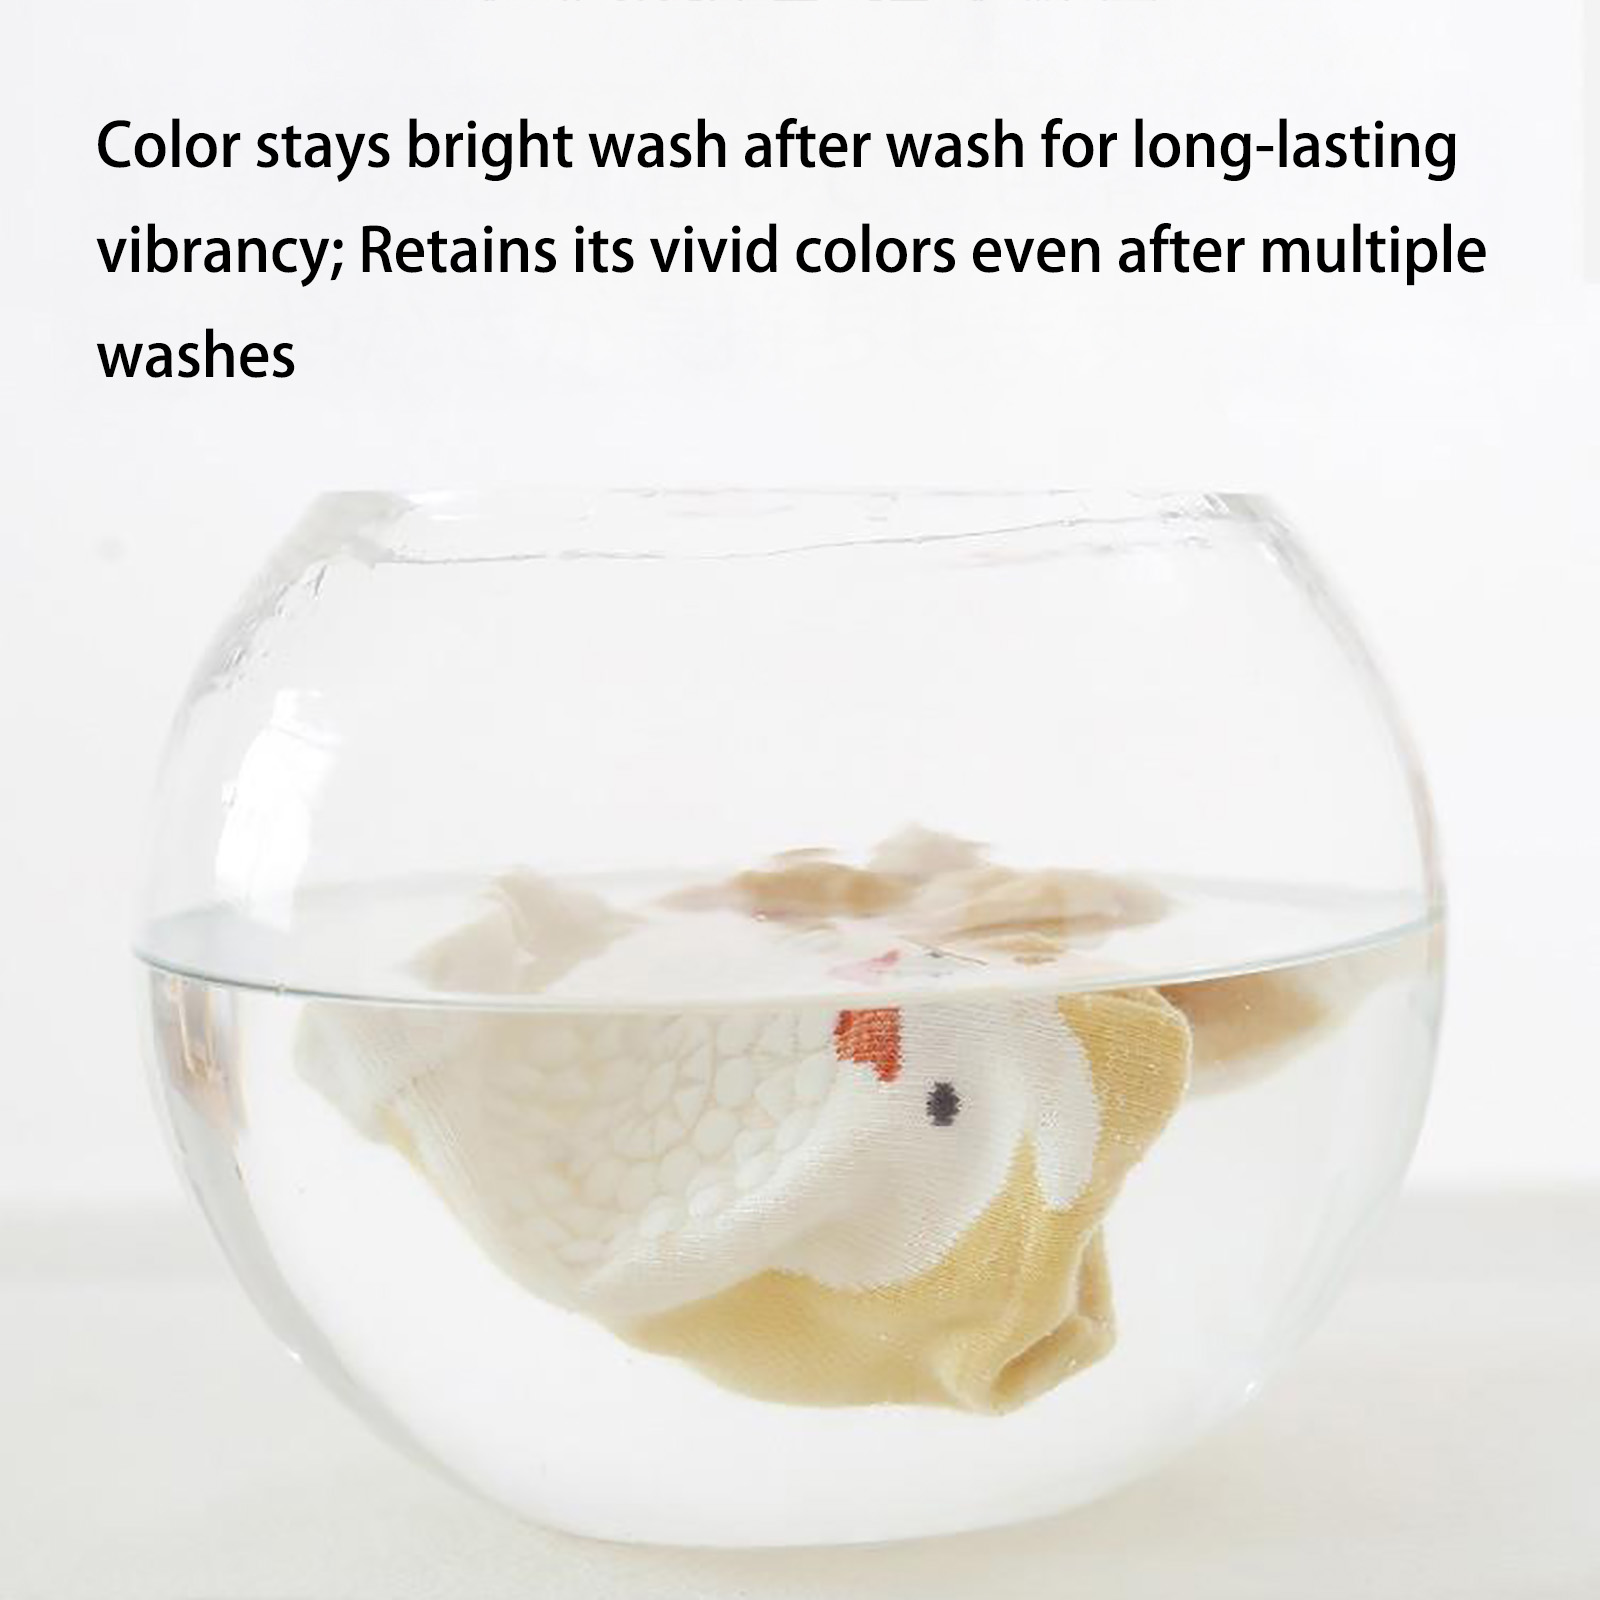 Color stays bright wash after wash for long-lasting
vibrancy; Retains its vivid colors even after multiple
washes